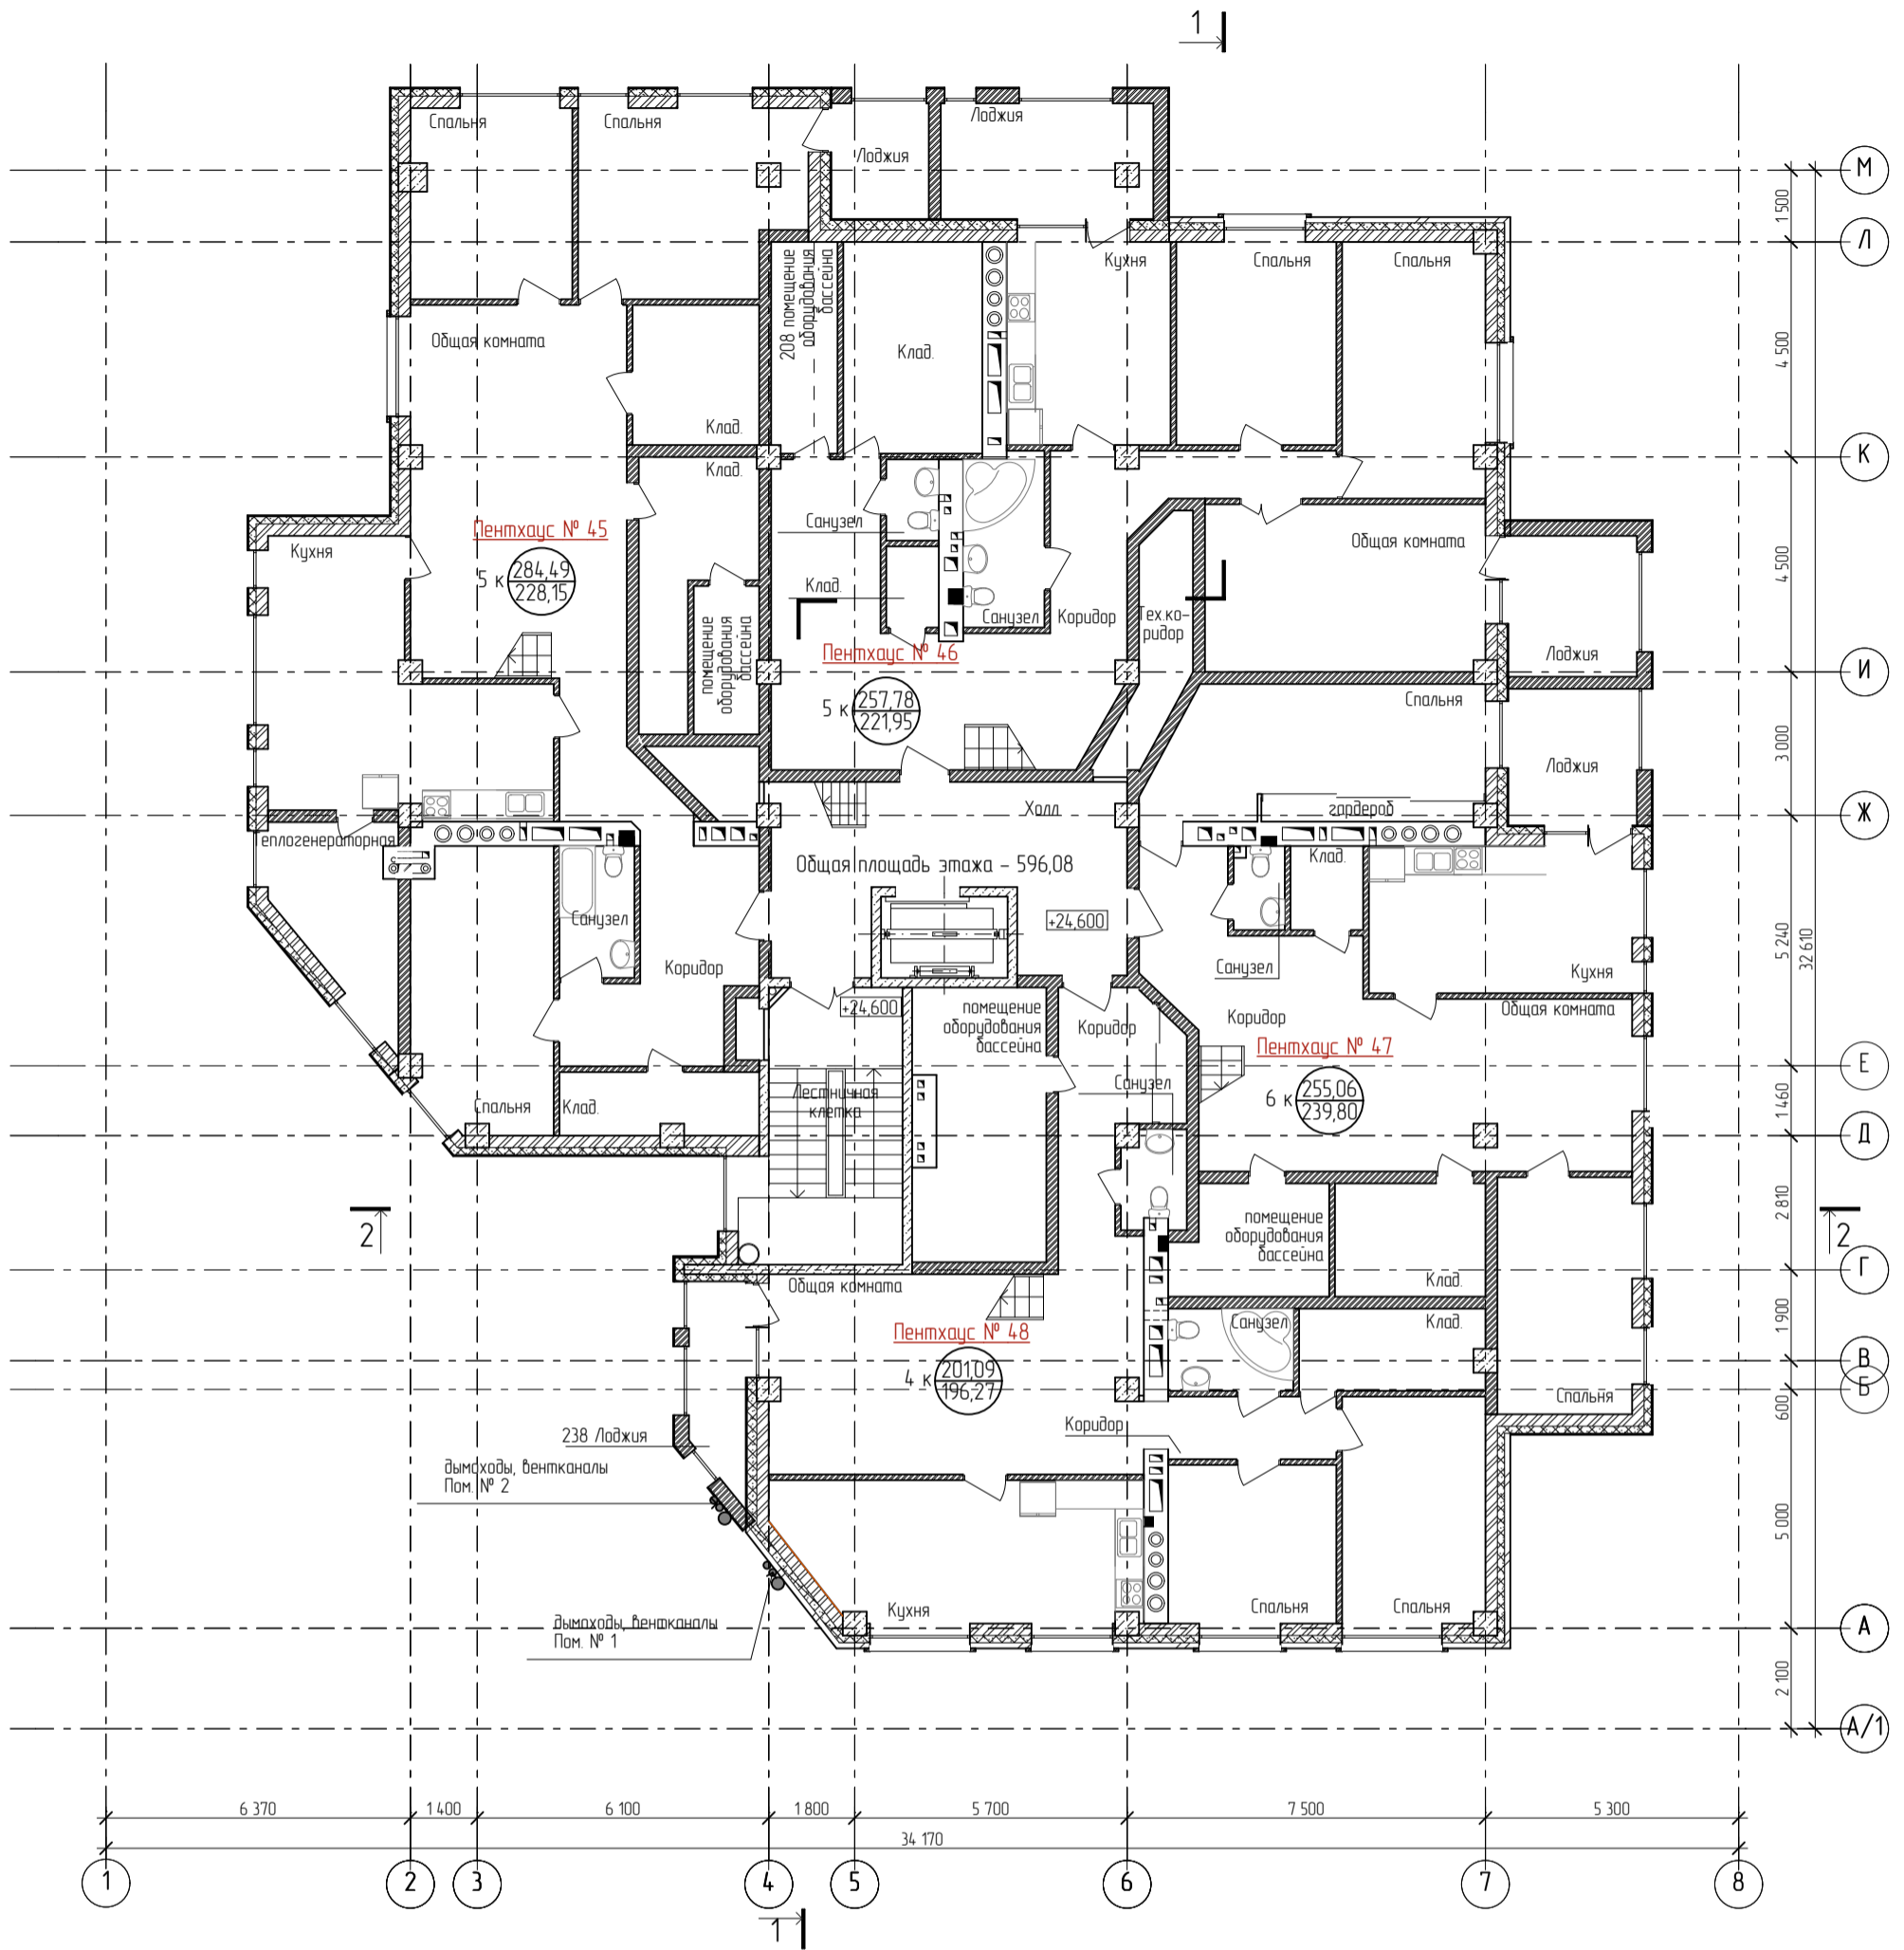 1
Спальня
Спальня
Лоджия
Лоджия
М
Л
К
И
Ж
Е
Д
Г
В
Б
А
А/1
1 500
4 500
4 500
3 000
5 240
1 460
2 810
1 900
600
5 000
2 100
32 610
208 помещение
оборудования
бассейна
Клад.
Кухня
Спальня
Спальня
Общая комната
Клад.
Клад.
Пентхаус № 45
5 к
284,49
228,15
Кухня
помещение
оборудования
бассейна
Санузел
Клад.
Санузел
Коридор
Тех.ко-
ридор
Пентхаус № 46
5 к
257,78
221,95
Общая комната
Лоджия
Спальня
Лоджия
гардероб
Холл
Общая площадь этажа – 596,08
+24,600
+24,600
Теплогенераторная
Санузел
Коридор
Спальня
Клад.
Лестничная
клетка
помещение
оборудования
бассейна
Коридор
Санузел
Клад.
Санузел
Кухня
Общая комната
Коридор
Пентхаус № 47
6 к
255,06
239,80
помещение
оборудования
бассейна
Клад.
Клад.
Санузел
Спальня
2
2
Общая комната
Пентхаус № 48
4 к
201,09
196,27
238 Лоджия
дымоходы, вентканалы
Пом. № 2
Коридор
дымоходы, вентканалы
Пом. № 1
Кухня
Спальня
Спальня
6 370
1 400
6 100
1 800
5 700
7 500
5 300
34 170
1
2
3
4
5
6
7
8
1